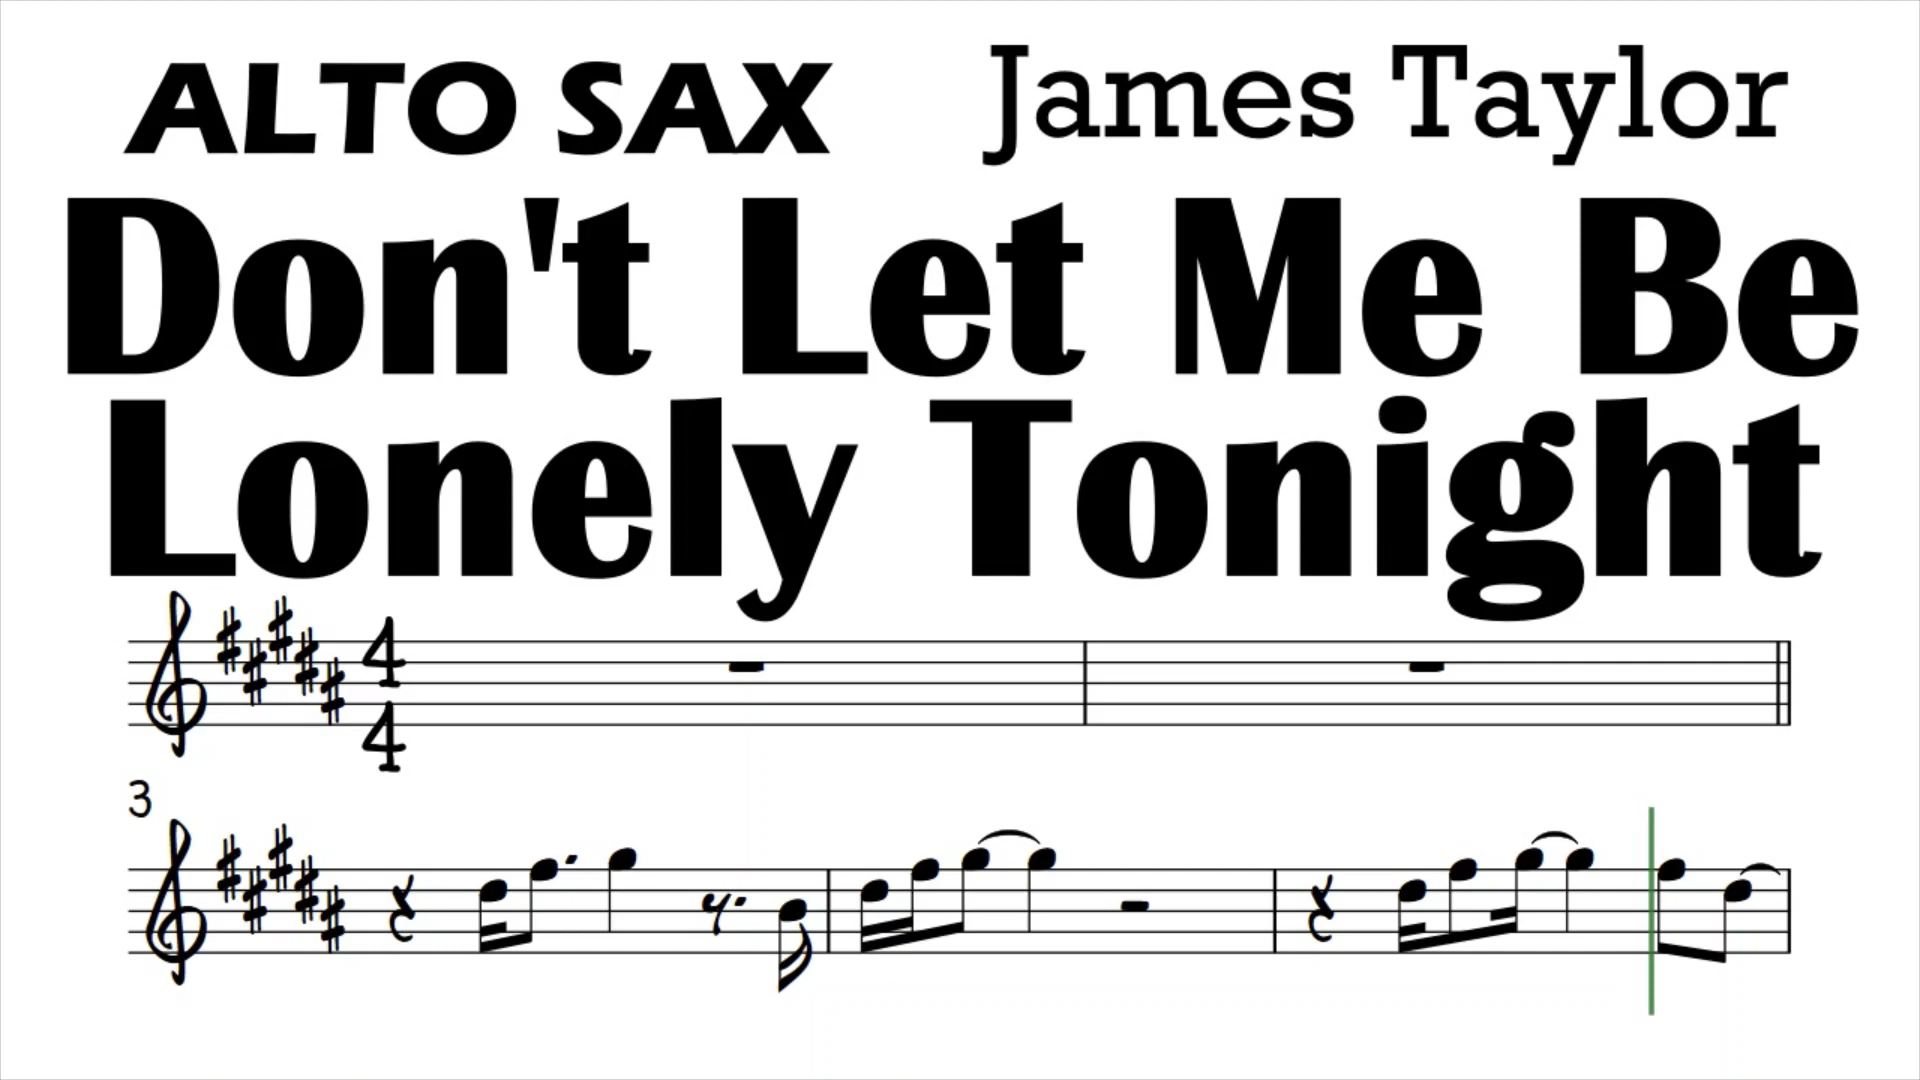 ALTO SAX James Taylor
Don't Let Me Be
Lonely Tonight
4
4
3